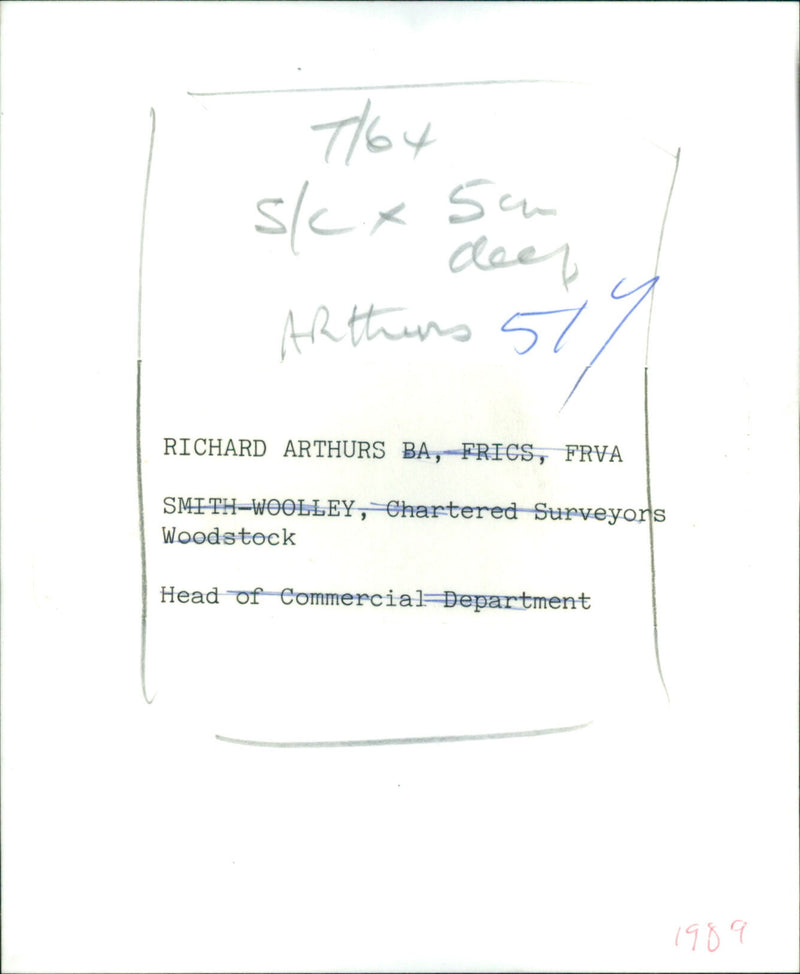 T/64
S/C x 5cm
deep
ARthurs 51%
RICHARD ARTHURS BA, FRICS, FRVA
SMITH-WOOLLEY, Chartered Surveyors
Woodstock
Head of Commercial Department
1989